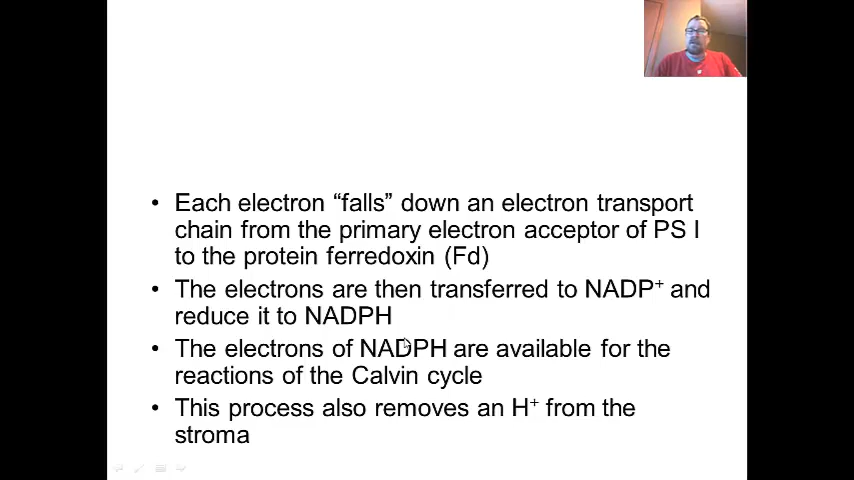 • Each electron “falls” down an electron transport
chain from the primary electron acceptor of PS I
to the protein ferredoxin (Fd)
• The electrons are then transferred to NADP⁺ and
reduce it to NADPH
• The electrons of NADPH are available for the
reactions of the Calvin cycle
• This process also removes an H⁺ from the
stroma